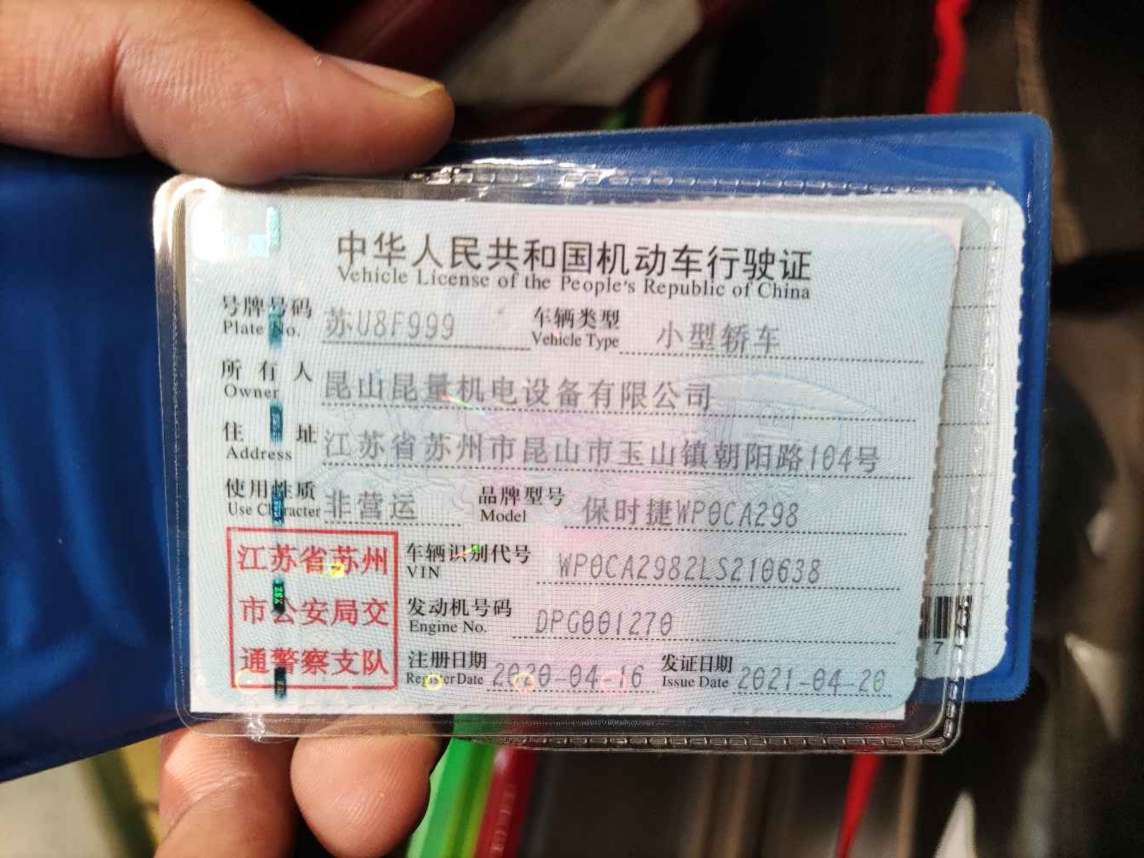 中华人民共和国机动车行驶证
Vehicle License of the People's Republic of China
号牌号码 苏U8F999 车辆类型 小型轿车
Plate No. Vehicle Type
所有人 昆山昆量机电设备有限公司
Owner
住址 江苏省苏州市昆山市玉山镇朝阳路104号
Address
使用性质 非营运 品牌型号 保时捷WP0CA298
Use Character Model
江苏省苏州
市公安局交
通警察支队
车辆识别代号 WP0CA2982LS210638
VIN
发动机号码 DPG001270
Engine No.
注册日期 2020-04-16 发证日期 2021-04-20
Register Date Issue Date
7